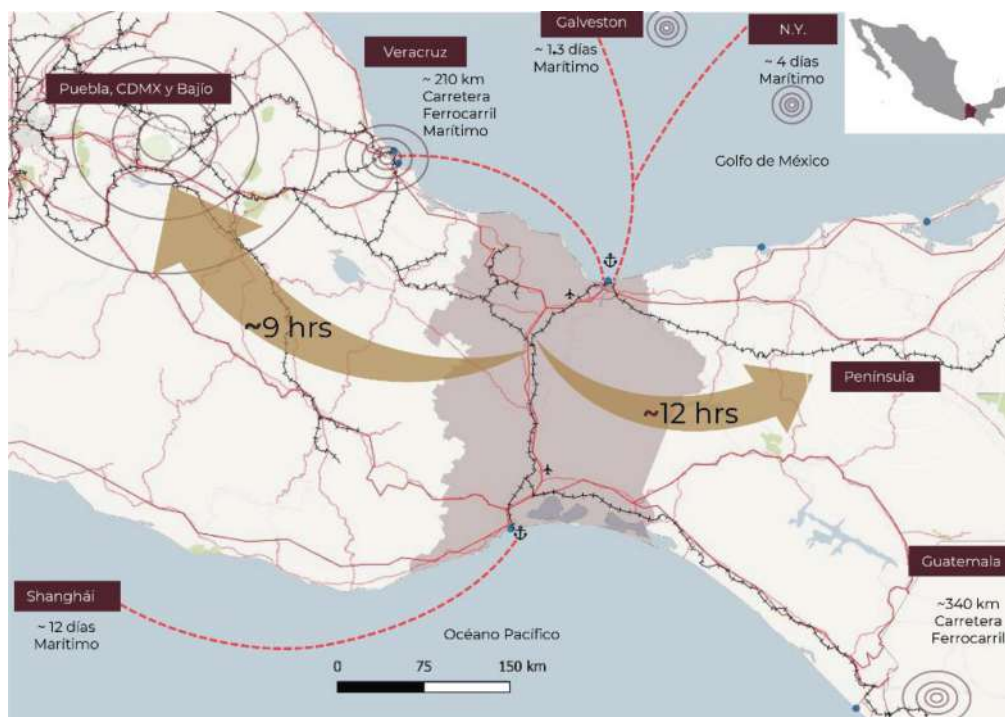 Galveston
~ 1.3 días
Marítimo
N.Y.
~ 4 días
Marítimo
Veracruz
~ 210 km
Carretera
Ferrocarril
Marítimo
Puebla, CDMX y Bajío
Golfo de México
~9 hrs
~12 hrs
Península
Guatemala
~340 km
Carretera
Ferrocarril
Shanghái
~ 12 días
Marítimo
Océano Pacífico
0 75 150 km